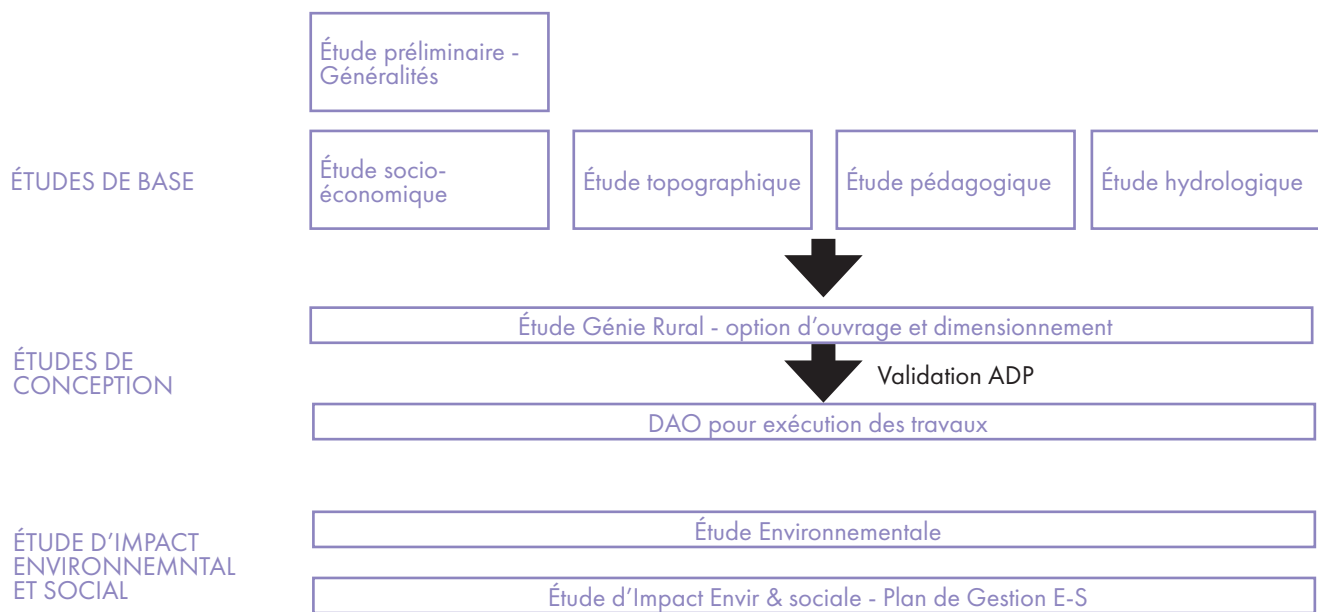 Étude préliminaire -
Généralités
ÉTUDES DE BASE
Étude socio-
économique
Étude topographique
Étude pédagogique
Étude hydrologique
Étude Génie Rural - option d’ouvrage et dimensionnement
ÉTUDES DE
CONCEPTION
Validation ADP
DAO pour exécution des travaux
ÉTUDE D’IMPACT
ENVIRONNEMNTAL
ET SOCIAL
Étude Environnementale
Étude d’Impact Envir & sociale - Plan de Gestion E-S